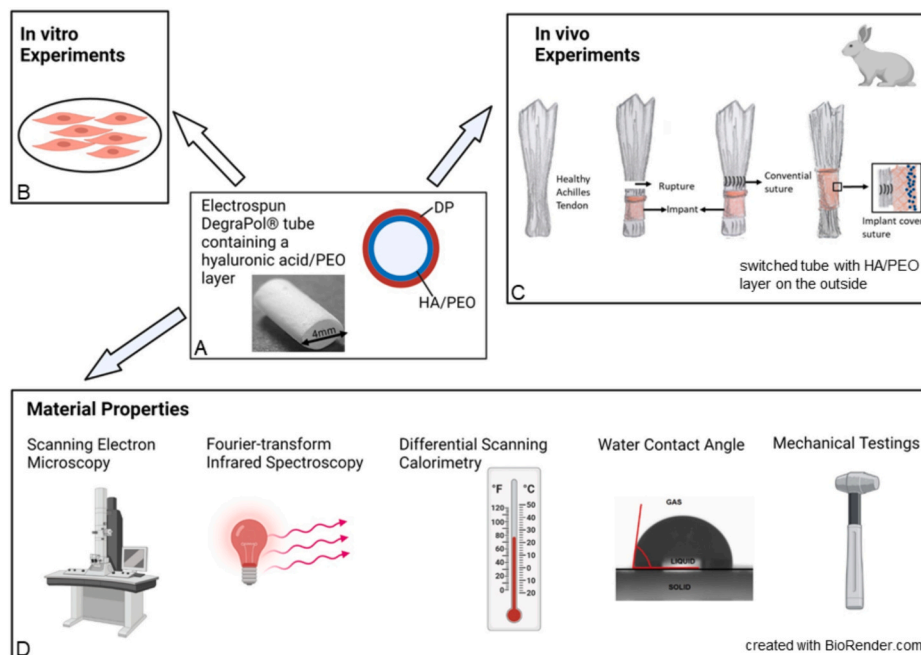 In vitro
Experiments
B
In vivo
Experiments
Healthy
Achilles
Tendon
Rupture
Impant
Convential
suture
Implant cover
suture
switched tube with HA/PEO
layer on the outside
C
Electrospun
DegraPol® tube
containing a
hyaluronic acid/PEO
layer
4mm
DP
HA/PEO
A
Material Properties
Scanning Electron
Microscopy
Fourier-transform
Infrared Spectroscopy
Differential Scanning
Calorimetry
°F °C
120
100
80
60
40
20
0
50
40
30
20
10
0
10
20
Water Contact Angle
GAS
LIQUID
SOLID
Mechanical Testings
D
created with BioRender.com